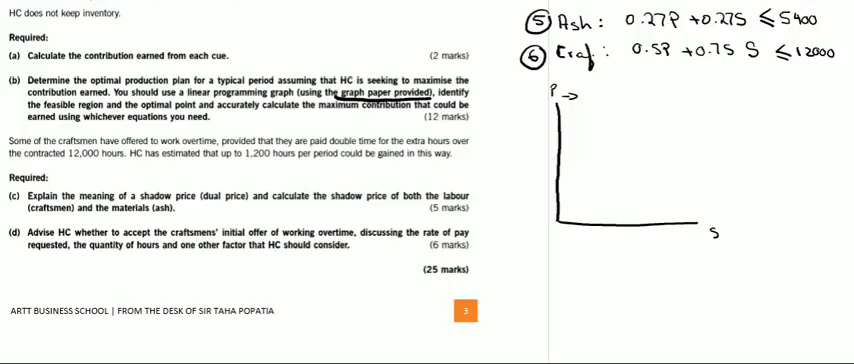 HC does not keep inventory.
Required:
(a) Calculate the contribution earned from each cue. (2 marks)
(b) Determine the optimal production plan for a typical period assuming that HC is seeking to maximise the
contribution earned. You should use a linear programming graph (using the graph paper provided), identify
the feasible region and the optimal point and accurately calculate the maximum contribution that could be
earned using whichever equations you need. (12 marks)
Some of the craftsmen have offered to work overtime, provided that they are paid double time for the extra hours over
the contracted 12,000 hours. HC has estimated that up to 1,200 hours per period could be gained in this way.
Required:
(c) Explain the meaning of a shadow price (dual price) and calculate the shadow price of both the labour
(craftsmen) and the materials (ash). (5 marks)
(d) Advise HC whether to accept the craftsmen's initial offer of working overtime, discussing the rate of pay
requested, the quantity of hours and one other factor that HC should consider. (6 marks)
(25 marks)
ARTT BUSINESS SCHOOL | FROM THE DESK OF SIR TAHA POPATIA 3
⑤ Ash : 0.27P + 0.27S ≤ 5400
⑥ Craf : 0.5P + 0.75 S ≤ 12000
P →
S